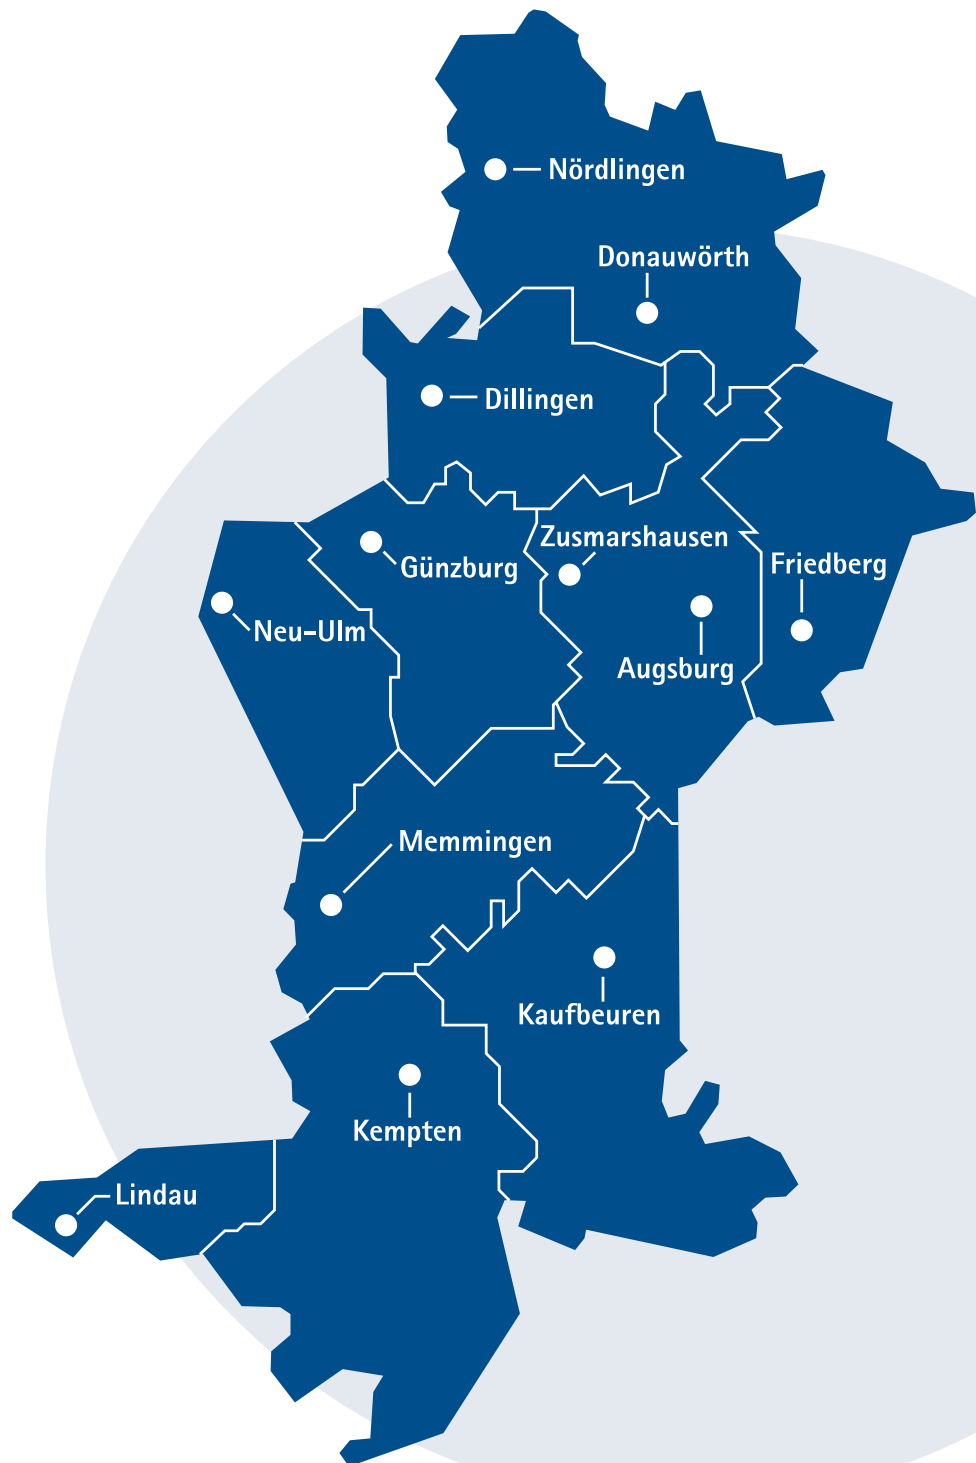 Nördlingen
Donauwörth
Dillingen
Zusmarshausen
Günzburg
Friedberg
Neu-Ulm
Augsburg
Memmingen
Kaufbeuren
Kempten
Lindau